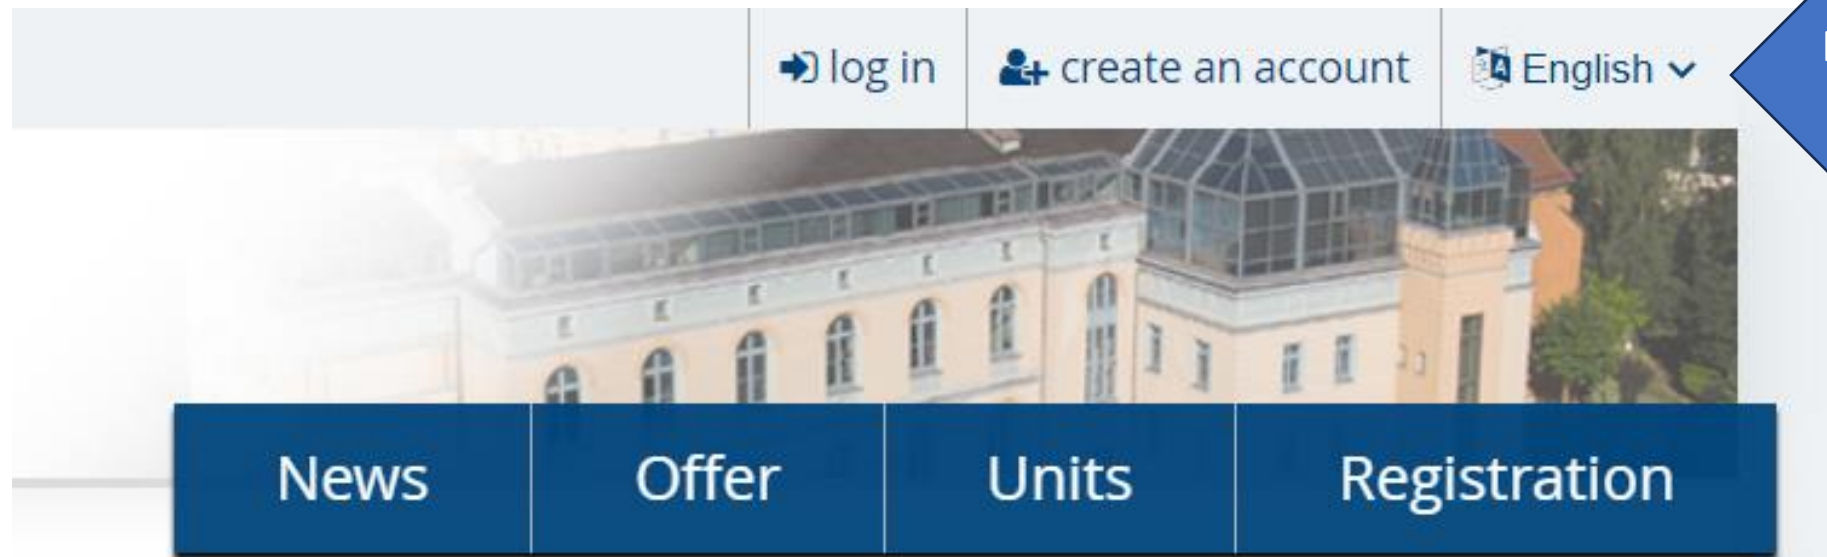 log in create an account English
News Offer Units Registration